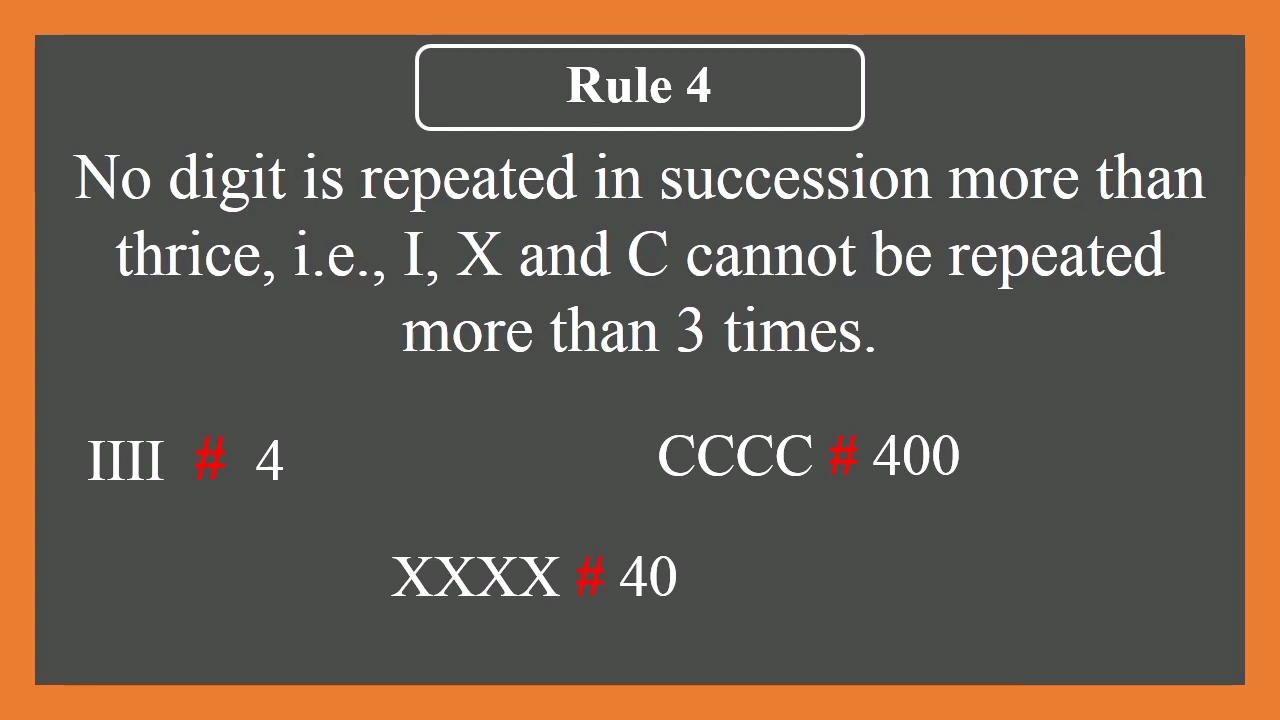 Rule 4
No digit is repeated in succession more than
thrice, i.e., I, X and C cannot be repeated
more than 3 times.
IIII # 4
CCCC # 400
XXXX # 40